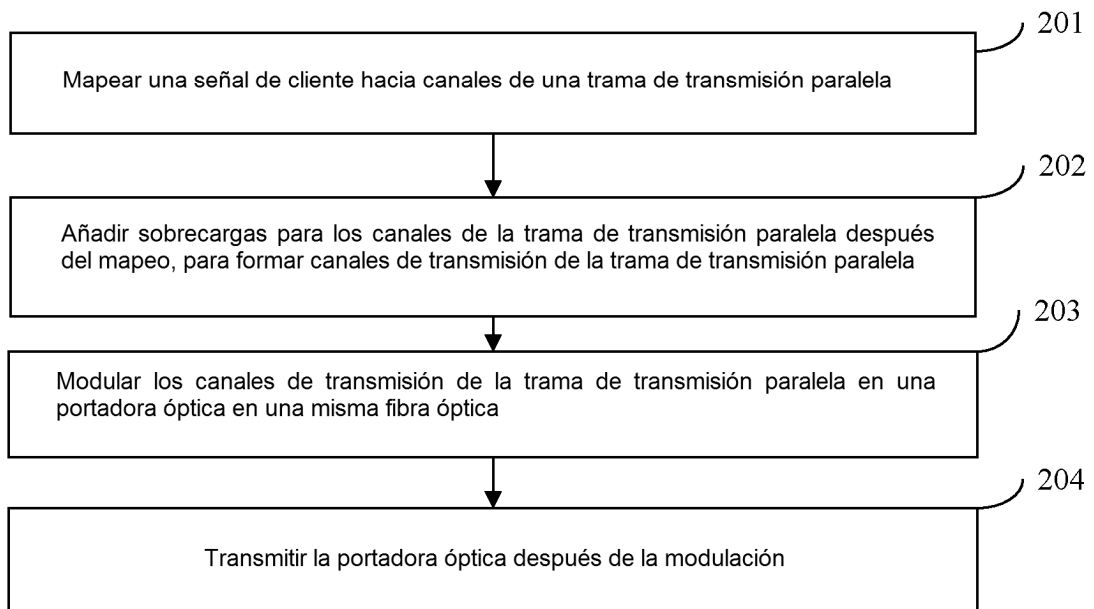 201
Mapear una señal de cliente hacia canales de una trama de transmisión paralela
202
Añadir sobrecargas para los canales de la trama de transmisión paralela después
del mapeo, para formar canales de transmisión de la trama de transmisión paralela
203
Modular los canales de transmisión de la trama de transmisión paralela en una
portadora óptica en una misma fibra óptica
204
Transmitir la portadora óptica después de la modulación